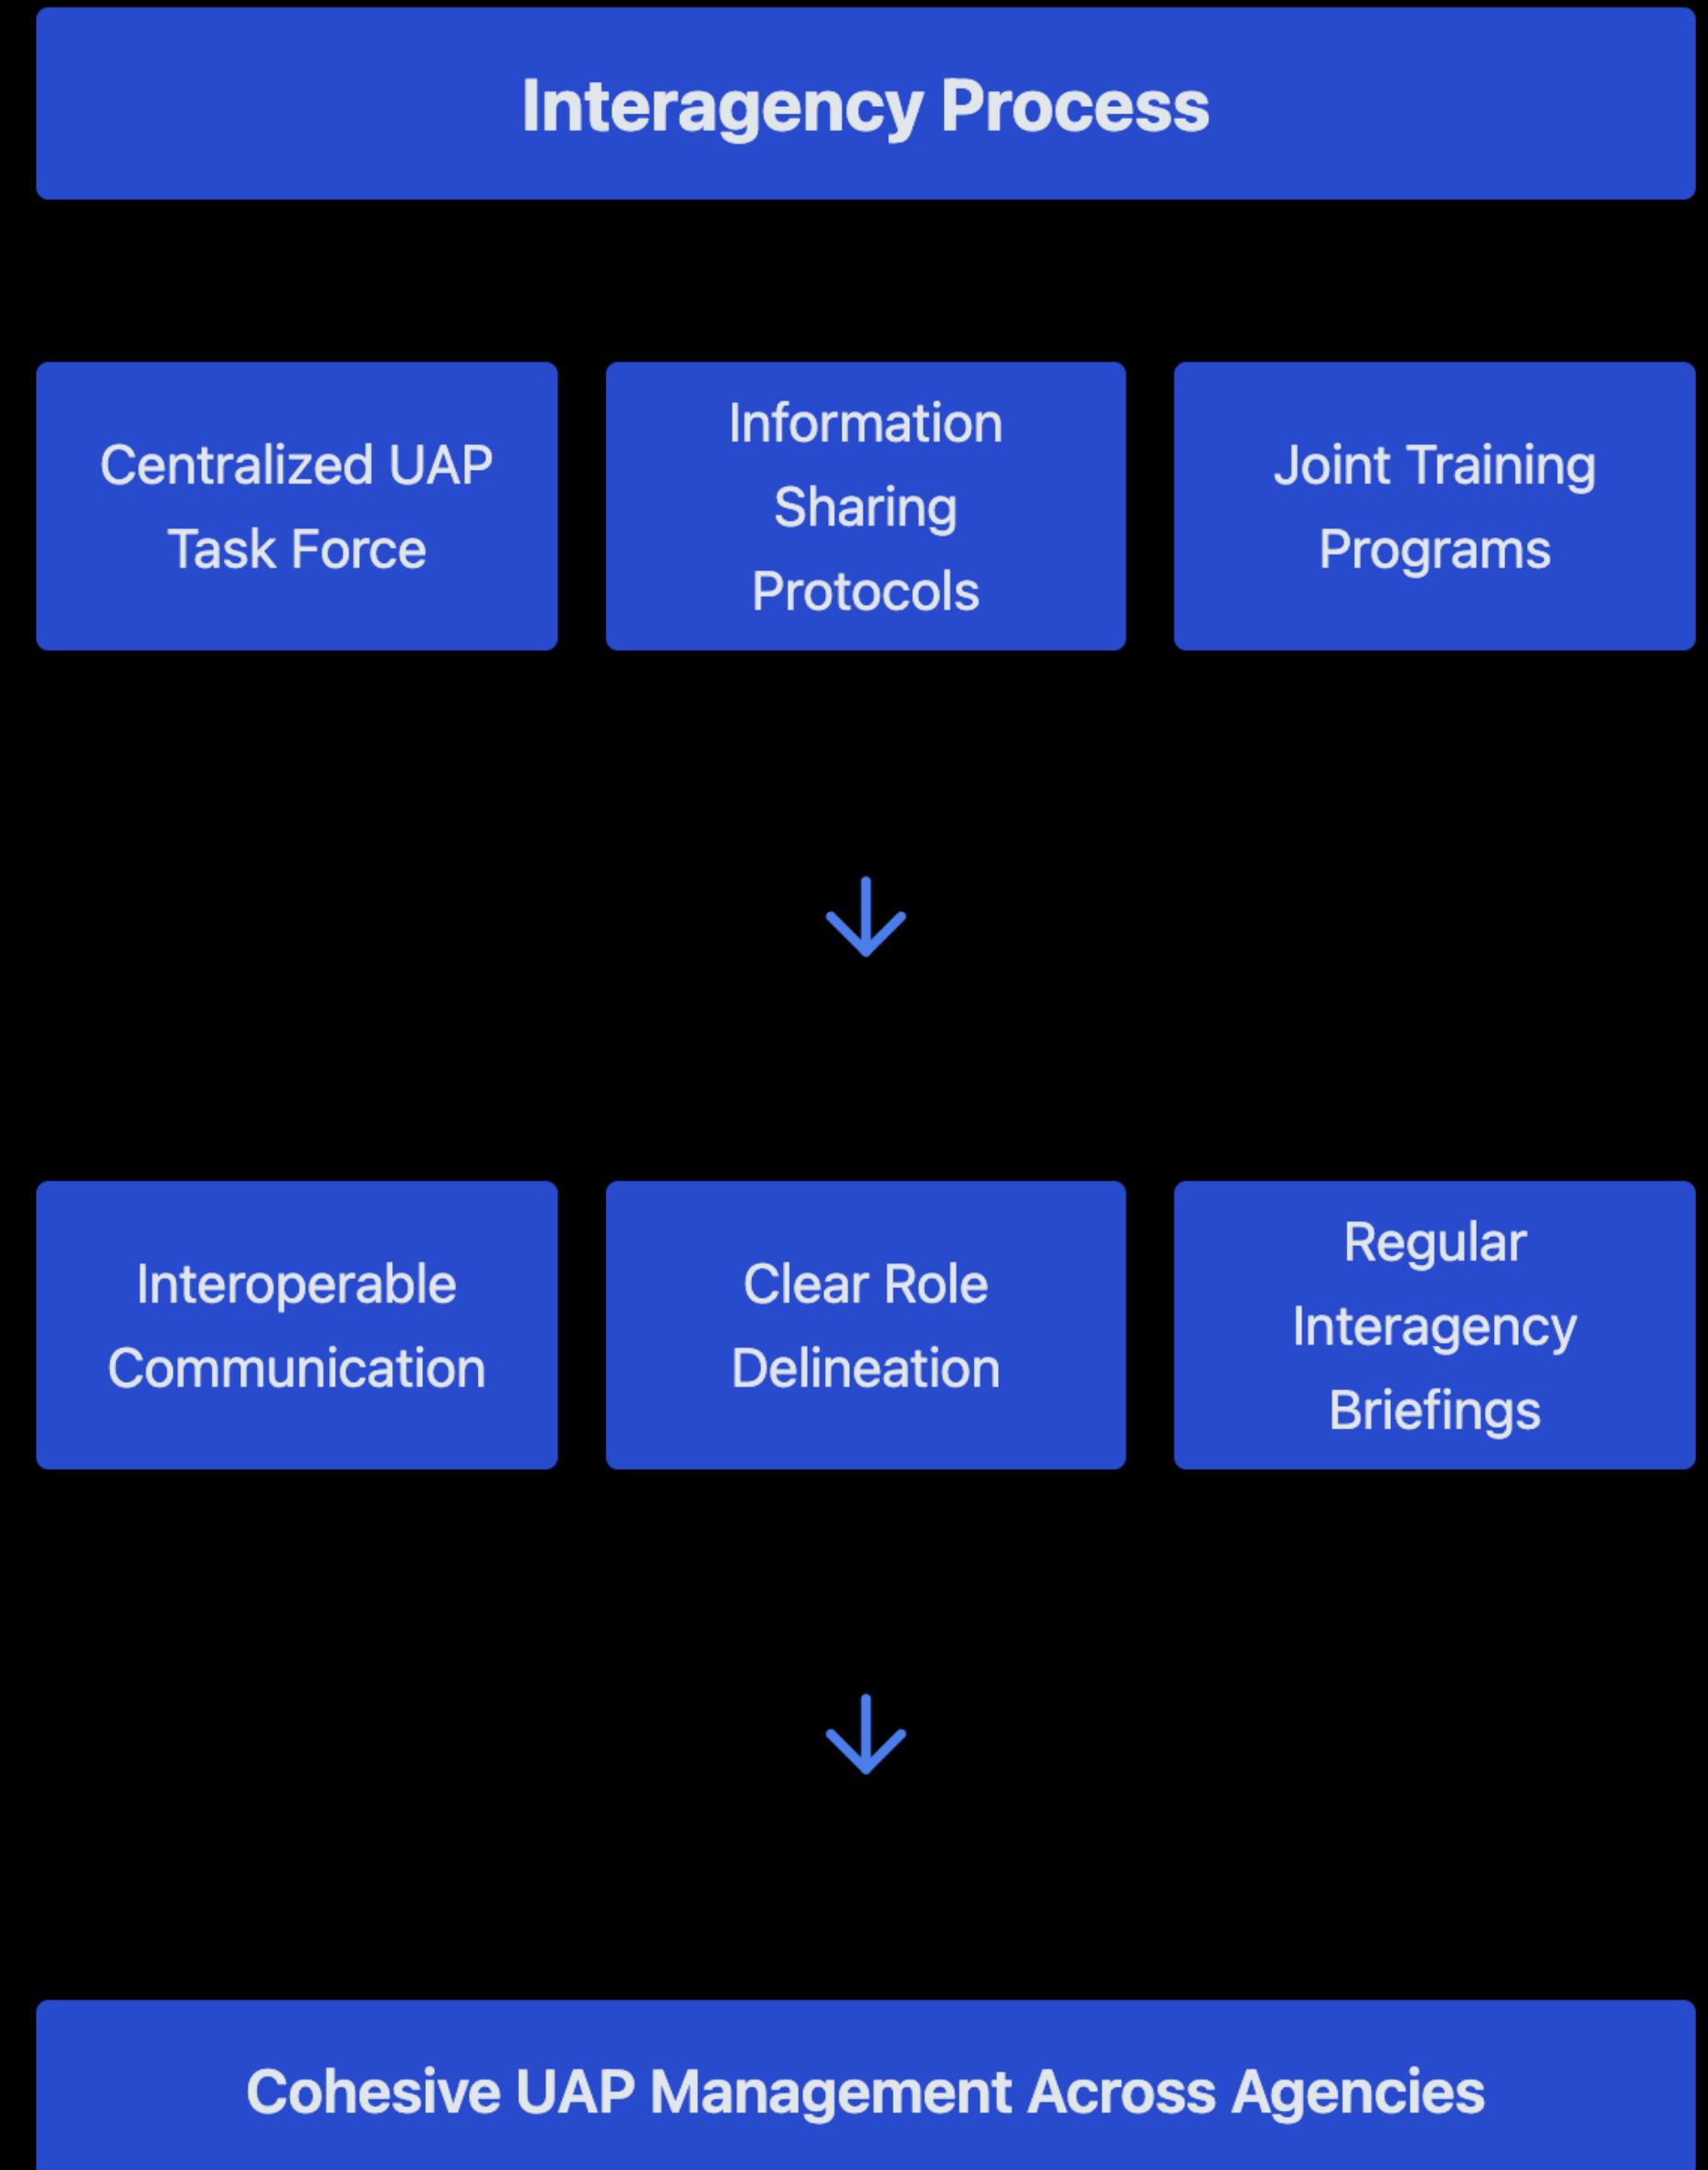 Interagency Process
Centralized UAP
Task Force
Information
Sharing
Protocols
Joint Training
Programs
Interoperable
Communication
Clear Role
Delineation
Regular
Interagency
Briefings
Cohesive UAP Management Across Agencies